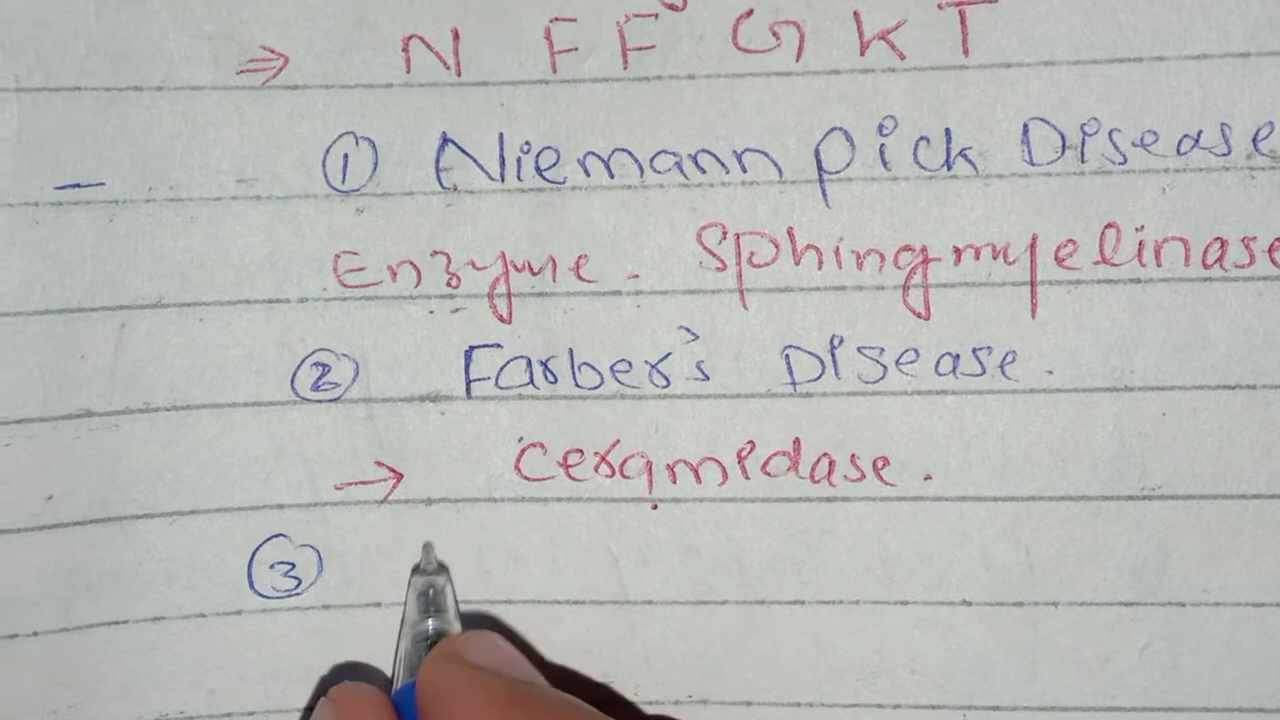 ⇒ N F F G K T
① Niemann Pick Disease
Enzyme. Sphingmyelinase
② Farber's Disease.
→ Ceramidase.
③